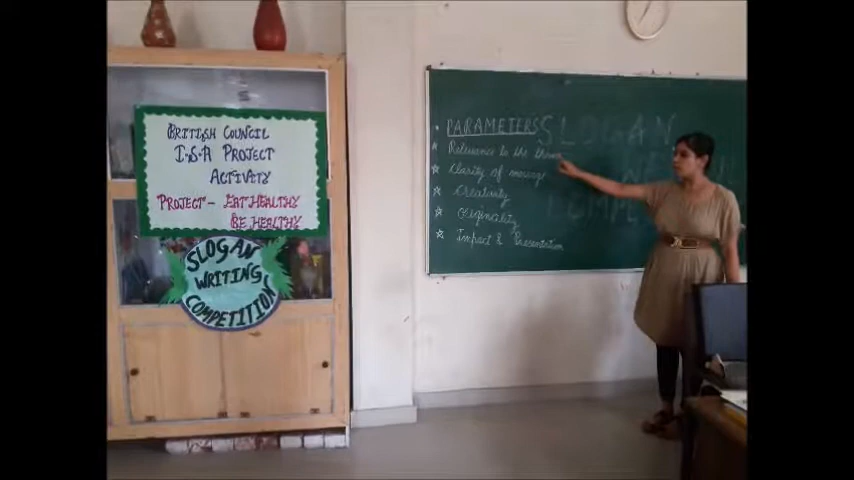 BRITISH COUNCIL
I·S·A PROJECT
ACTIVITY
PROJECT- EAT HEALTHY
BE HEALTHY
SLOGAN
WRITING
COMPETITION
PARAMETERS
Relevance to the theme
Clarity of message
Creativity
Originality
Impact & Presentation
SLOGAN